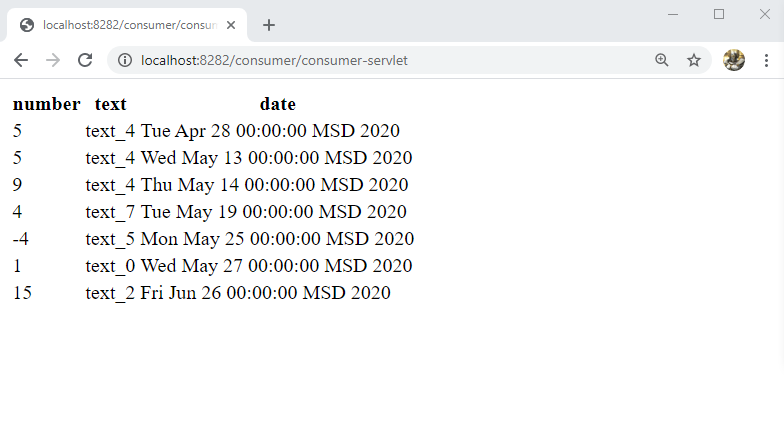 localhost:8282/consumer/consum
localhost:8282/consumer/consumer-servlet
number text date
5 text_4 Tue Apr 28 00:00:00 MSD 2020
5 text_4 Wed May 13 00:00:00 MSD 2020
9 text_4 Thu May 14 00:00:00 MSD 2020
4 text_7 Tue May 19 00:00:00 MSD 2020
-4 text_5 Mon May 25 00:00:00 MSD 2020
1 text_0 Wed May 27 00:00:00 MSD 2020
15 text_2 Fri Jun 26 00:00:00 MSD 2020